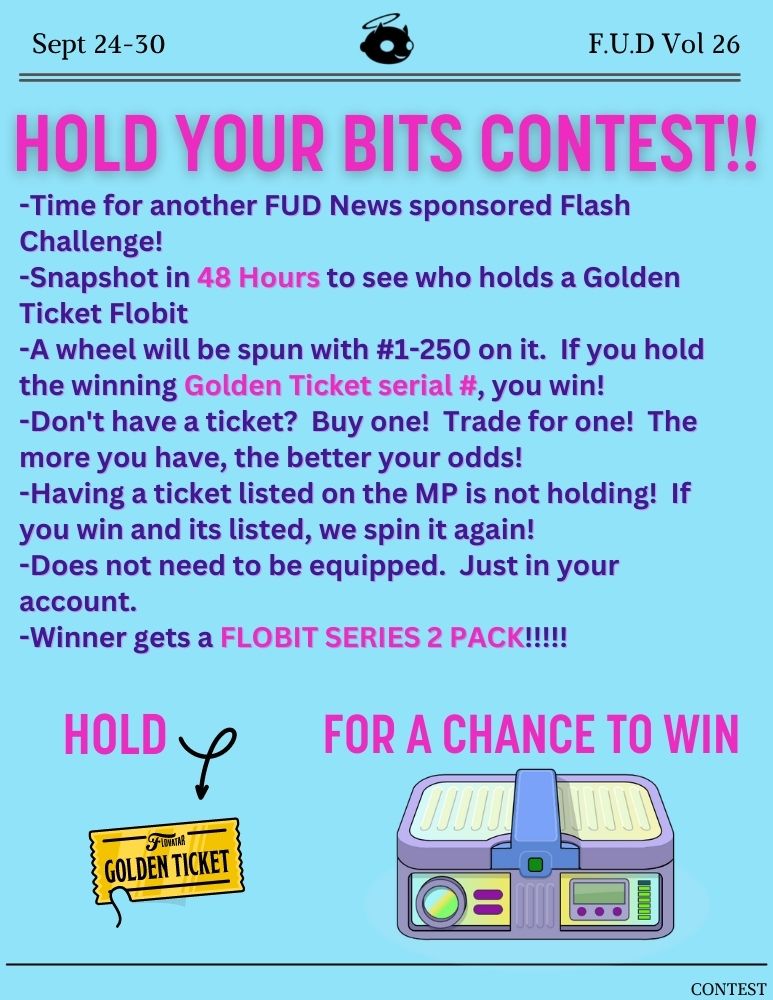 Sept 24-30
F.U.D Vol 26
HOLD YOUR BITS CONTEST!!
-Time for another FUD News sponsored Flash
Challenge!
-Snapshot in 48 Hours to see who holds a Golden
Ticket Flobit
-A wheel will be spun with #1-250 on it.  If you hold
the winning Golden Ticket serial #, you win!
-Don't have a ticket?  Buy one!  Trade for one!  The
more you have, the better your odds!
-Having a ticket listed on the MP is not holding!  If
you win and its listed, we spin it again!
-Does not need to be equipped.  Just in your
account.
-Winner gets a FLOBIT SERIES 2 PACK!!!!!
HOLD
FOR A CHANCE TO WIN
FLOVATAR
GOLDEN TICKET
CONTEST